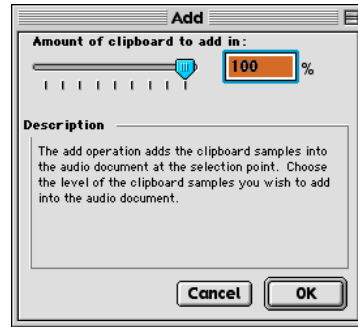 Add
Amount of clipboard to add in:
100 %
Description
The add operation adds the clipboard samples into
the audio document at the selection point. Choose
the level of the clipboard samples you wish to add
into the audio document.
Cancel OK